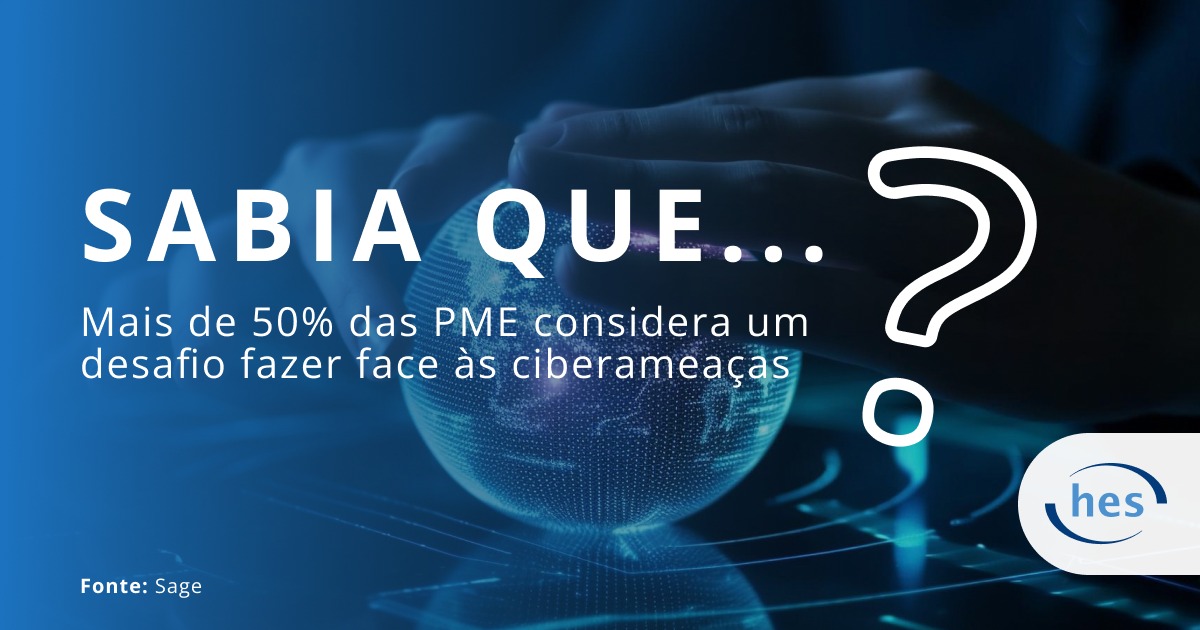 SABIA QUE...
?
Mais de 50% das PME considera um
desafio fazer face às ciberameaças
hes
Fonte: Sage